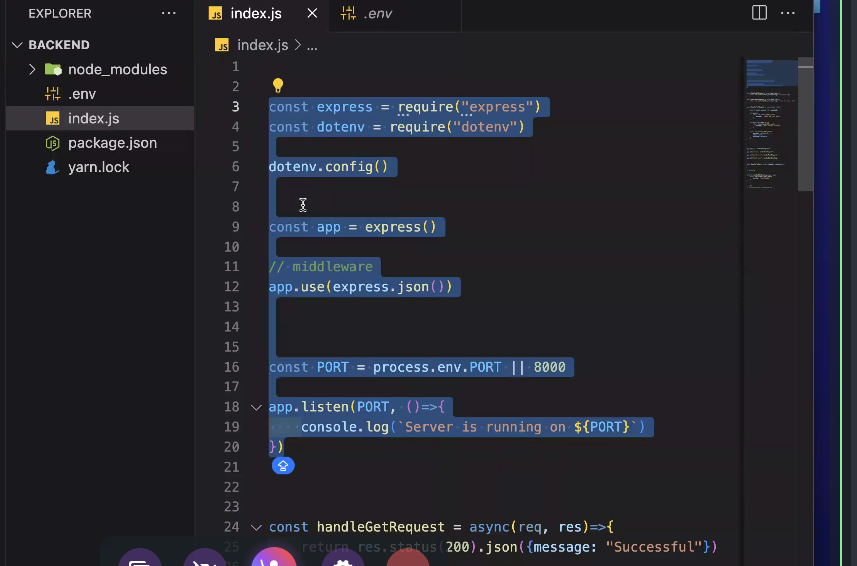 EXPLORER ...
index.js
.env
...
BACKEND
node_modules
.env
index.js
package.json
yarn.lock
index.js > ...
1
2
3 const express = require("express")
4 const dotenv = require("dotenv")
5
6 dotenv.config()
7
8
9 const app = express()
10
11 // middleware
12 app.use(express.json())
13
14
15
16 const PORT = process.env.PORT || 8000
17
18 app.listen(PORT, ()=>{
19 console.log(`Server is running on ${PORT}`)
20 })
21
22
23
24 const handleGetRequest = async(req, res)=>{
25 return res.status(200).json({message: "Successful"})